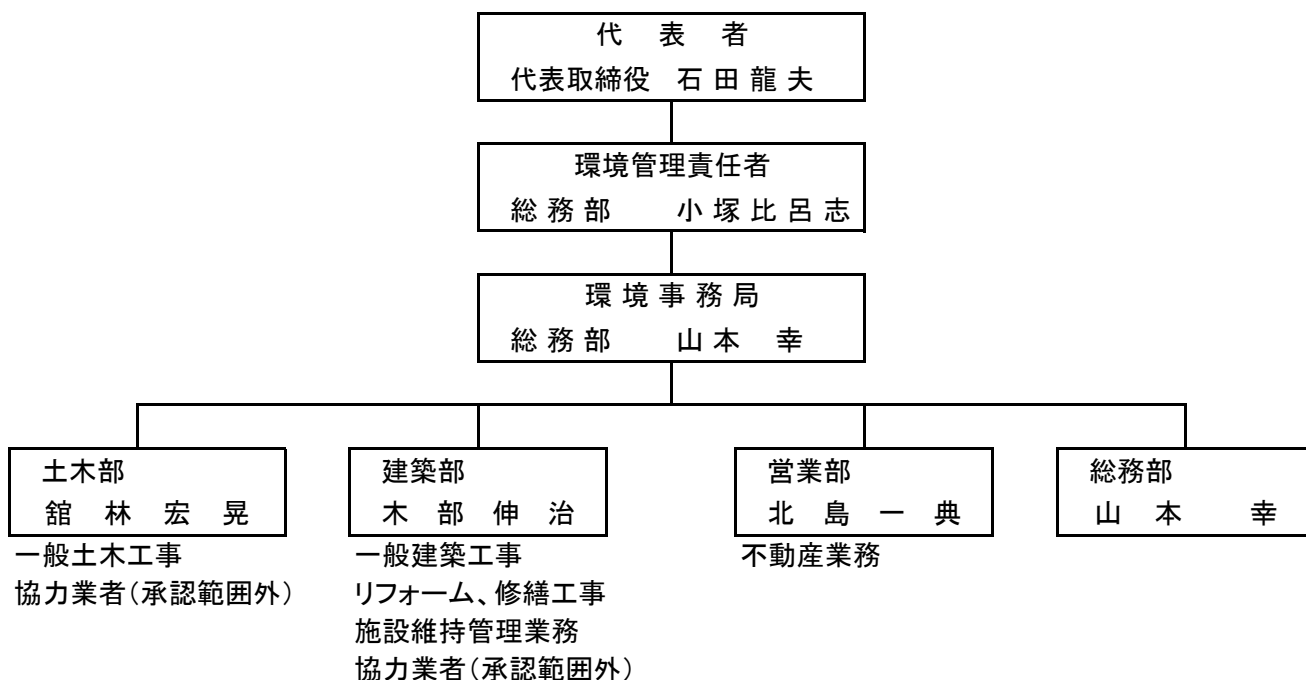 代　表　者
代表取締役　石 田 龍 夫
環境管理責任者
総 務 部　　小 塚 比 呂 志
環 境 事 務 局
総 務 部　　山 本　幸
土木部
舘　林　宏　晃
一般土木工事
協力業者(承認範囲外)
建築部
木　部　伸　治
一般建築工事
リフォーム、修繕工事
施設維持管理業務
協力業者(承認範囲外)
営業部
北　島　一　典
不動産業務
総務部
山　本　　幸